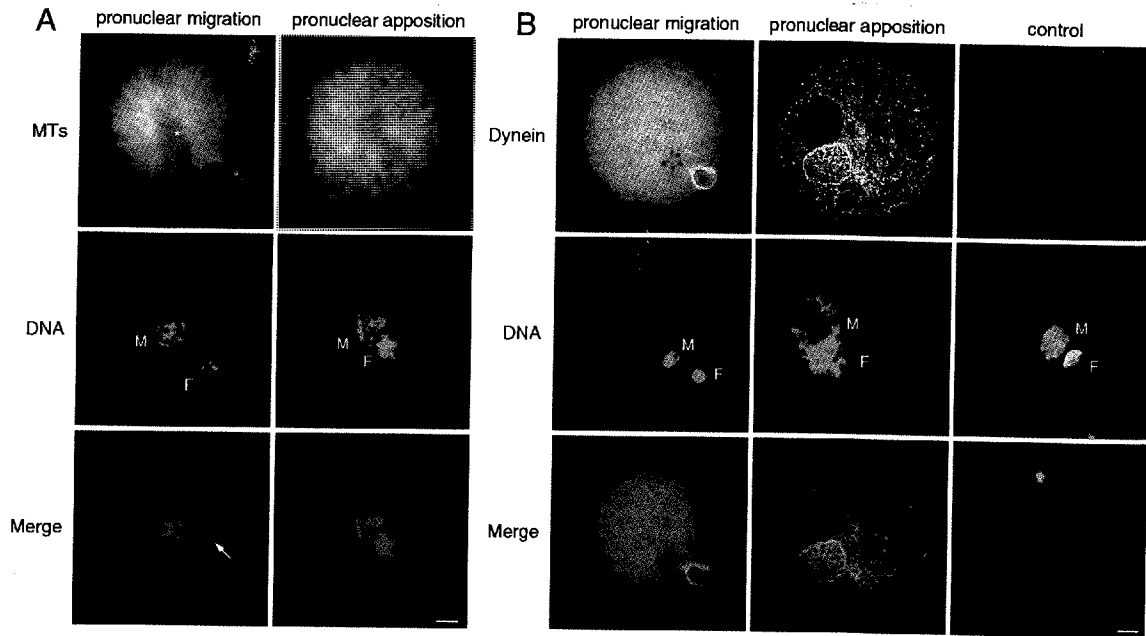 A
pronuclear migration
pronuclear apposition
MTs
DNA
M
F
M
F
Merge
B
pronuclear migration
pronuclear apposition
control
Dynein
DNA
M
F
M
F
M
F
Merge